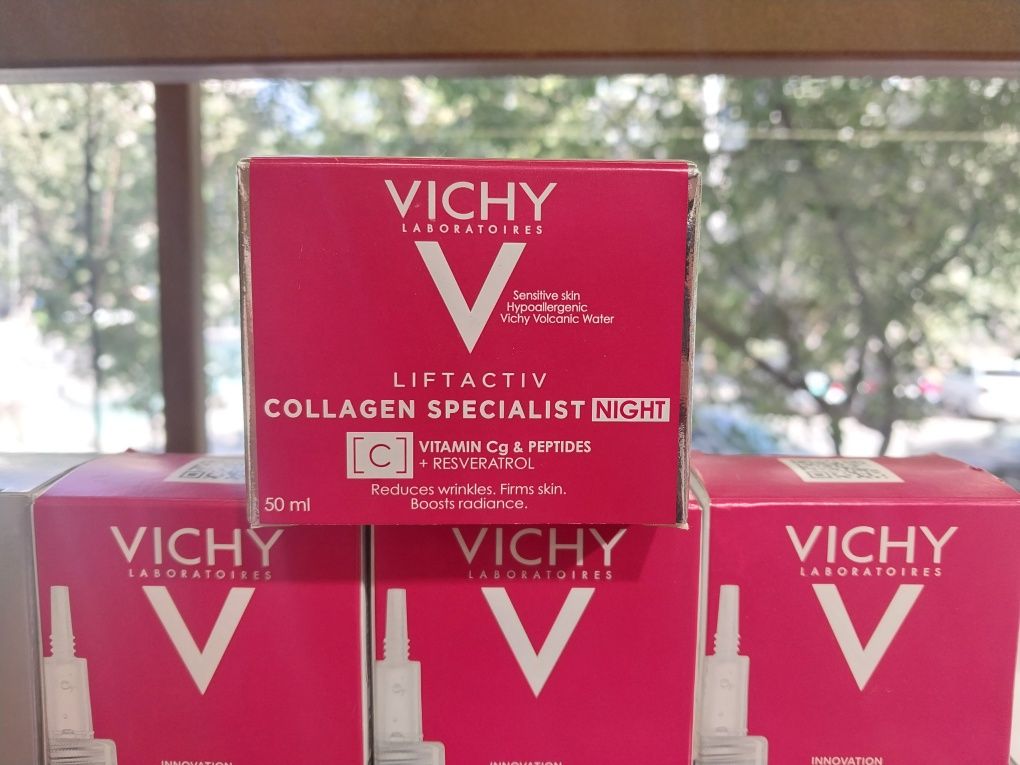 VICHY
LABORATOIRES
V
Sensitive skin
Hypoallergenic
Vichy Volcanic Water
LIFTACTIV
COLLAGEN SPECIALIST NIGHT
[C] VITAMIN Cg & PEPTIDES
+ RESVERATROL
Reduces wrinkles. Firms skin.
50 ml Boosts radiance.
VICHY
LABORATOIRES
V
INNOVATION
VICHY
LABORATOIRES
V
INNOVATION
VICHY
LABORATOIRES
V
INNOVATION